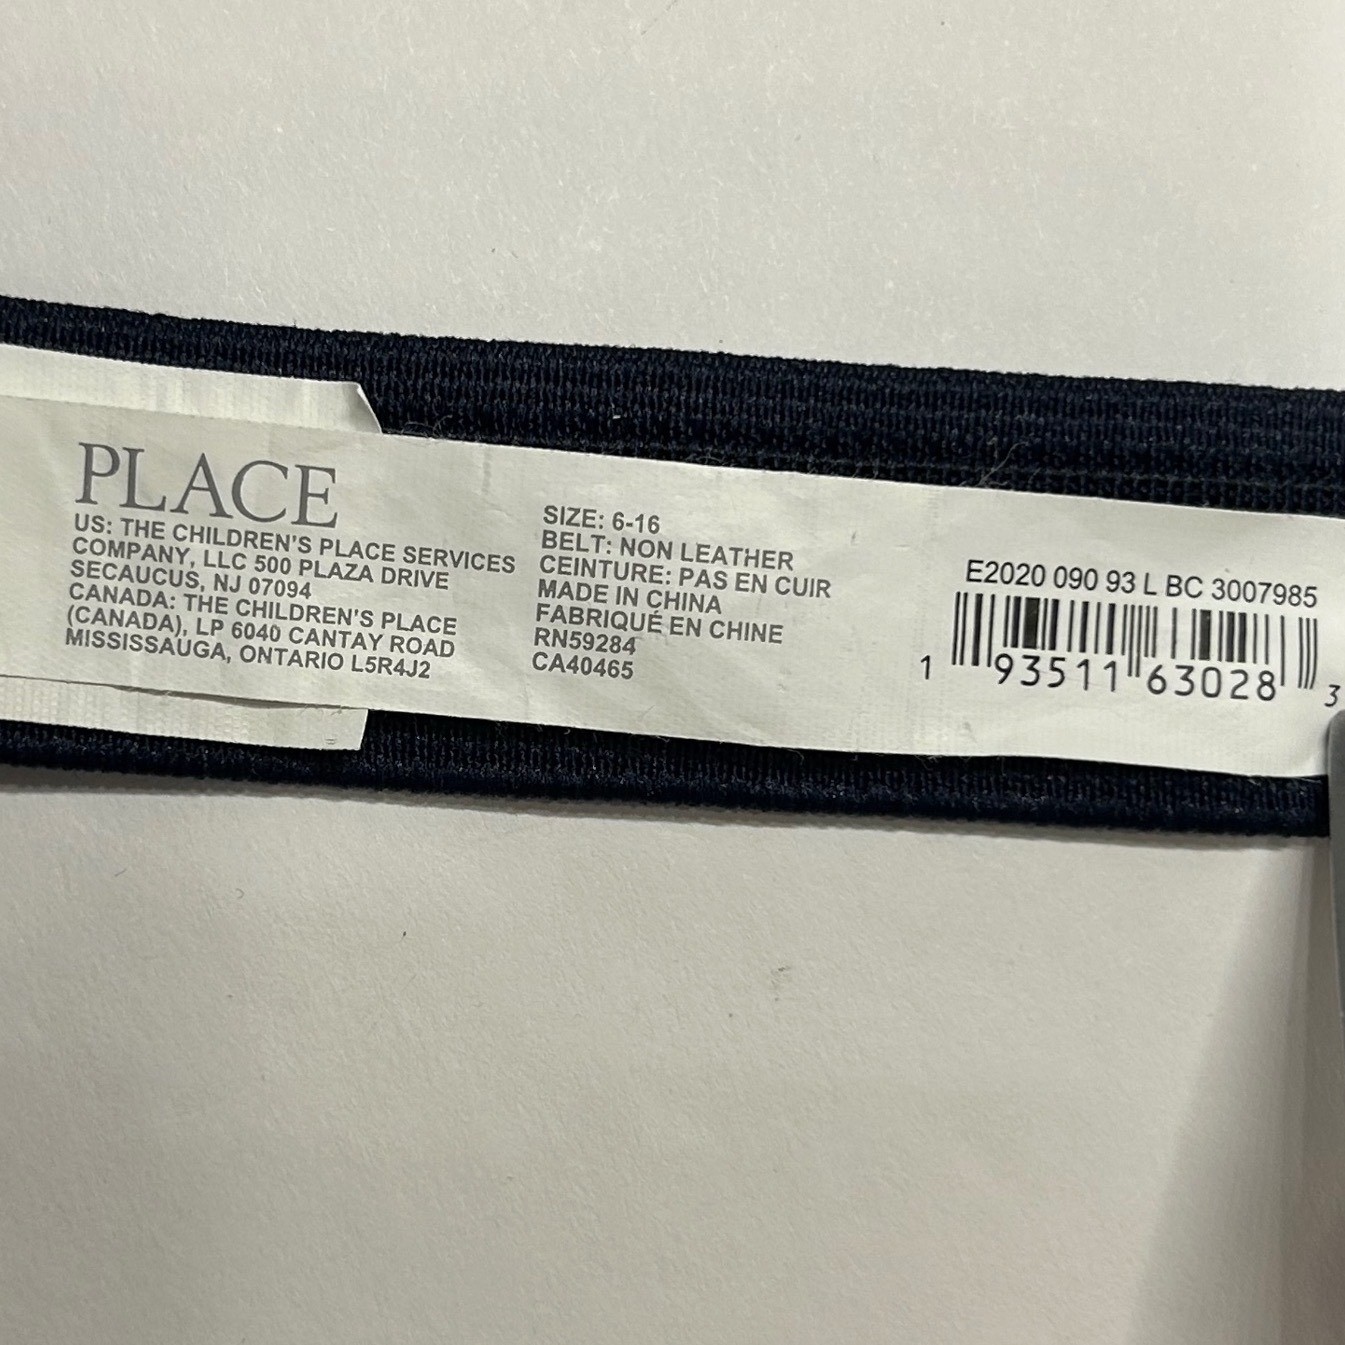 PLACE
US: THE CHILDREN'S PLACE SERVICES
COMPANY, LLC 500 PLAZA DRIVE
SECAUCUS, NJ 07094
CANADA: THE CHILDREN'S PLACE
(CANADA), LP 6040 CANTAY ROAD
MISSISSAUGA, ONTARIO L5R4J2
SIZE: 6-16
BELT: NON LEATHER
CEINTURE: PAS EN CUIR
MADE IN CHINA
FABRIQUÉ EN CHINE
RN59284
CA40465
E2020 090 93 L BC 3007985
1 93511 63028 3